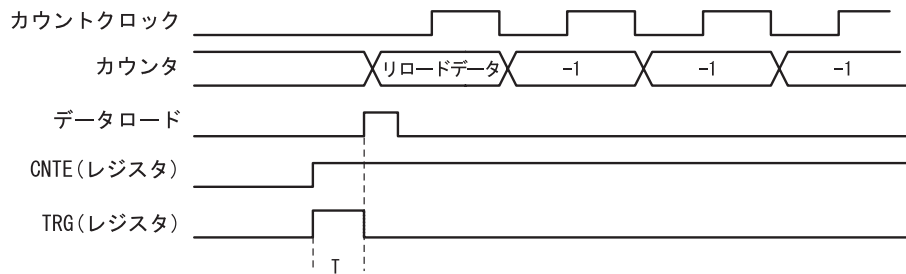 カウントクロック
カウンタ リロードデータ -1 -1 -1
データロード
CNTE(レジスタ)
TRG(レジスタ)
T